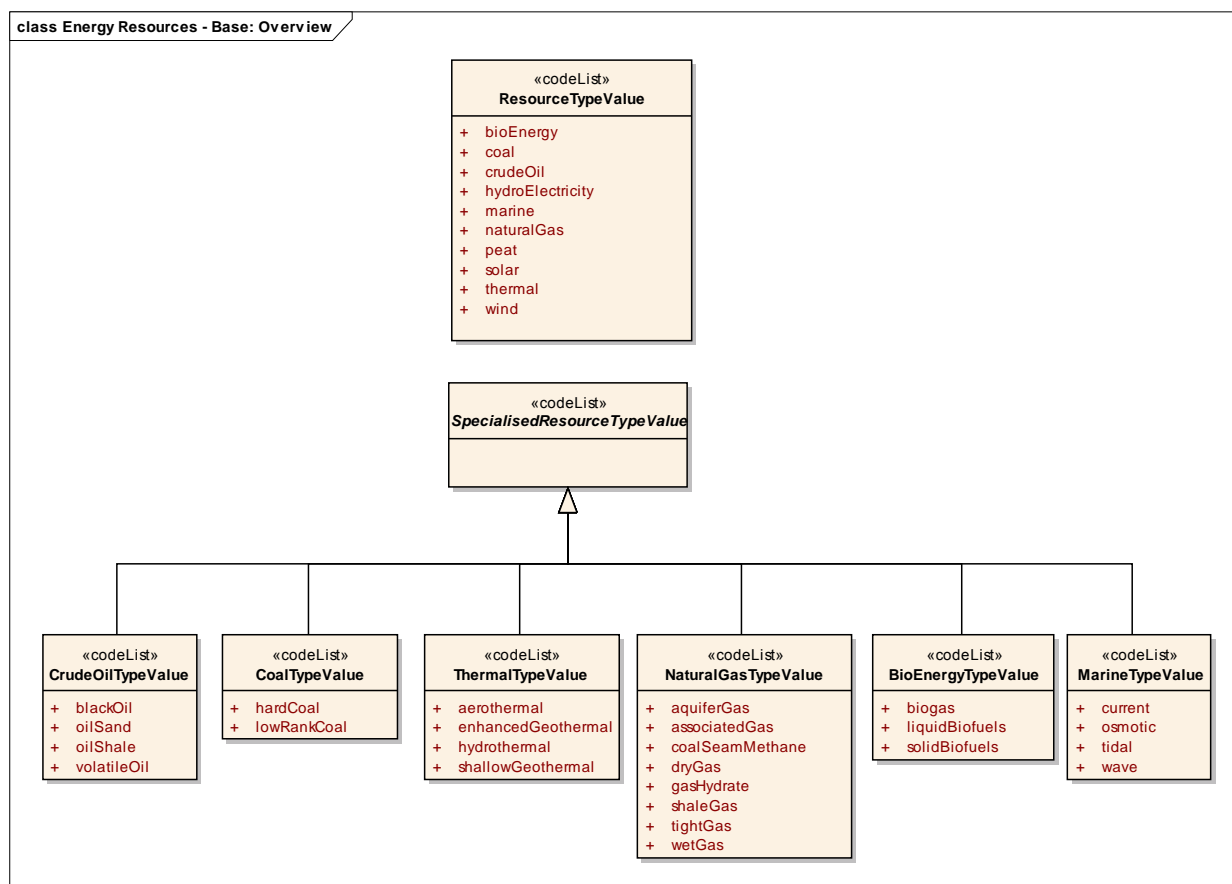 class Energy Resources - Base: Overview
«codeList»
ResourceTypeValue
+ bioEnergy
+ coal
+ crudeOil
+ hydroElectricity
+ marine
+ naturalGas
+ peat
+ solar
+ thermal
+ wind
«codeList»
SpecialisedResourceTypeValue
«codeList»
CrudeOilTypeValue
+ blackOil
+ oilSand
+ oilShale
+ volatileOil
«codeList»
CoalTypeValue
+ hardCoal
+ lowRankCoal
«codeList»
ThermalTypeValue
+ aerothermal
+ enhancedGeothermal
+ hydrothermal
+ shallowGeothermal
«codeList»
NaturalGasTypeValue
+ aquiferGas
+ associatedGas
+ coalSeamMethane
+ dryGas
+ gasHydrate
+ shaleGas
+ tightGas
+ wetGas
«codeList»
BioEnergyTypeValue
+ biogas
+ liquidBiofuels
+ solidBiofuels
«codeList»
MarineTypeValue
+ current
+ osmotic
+ tidal
+ wave